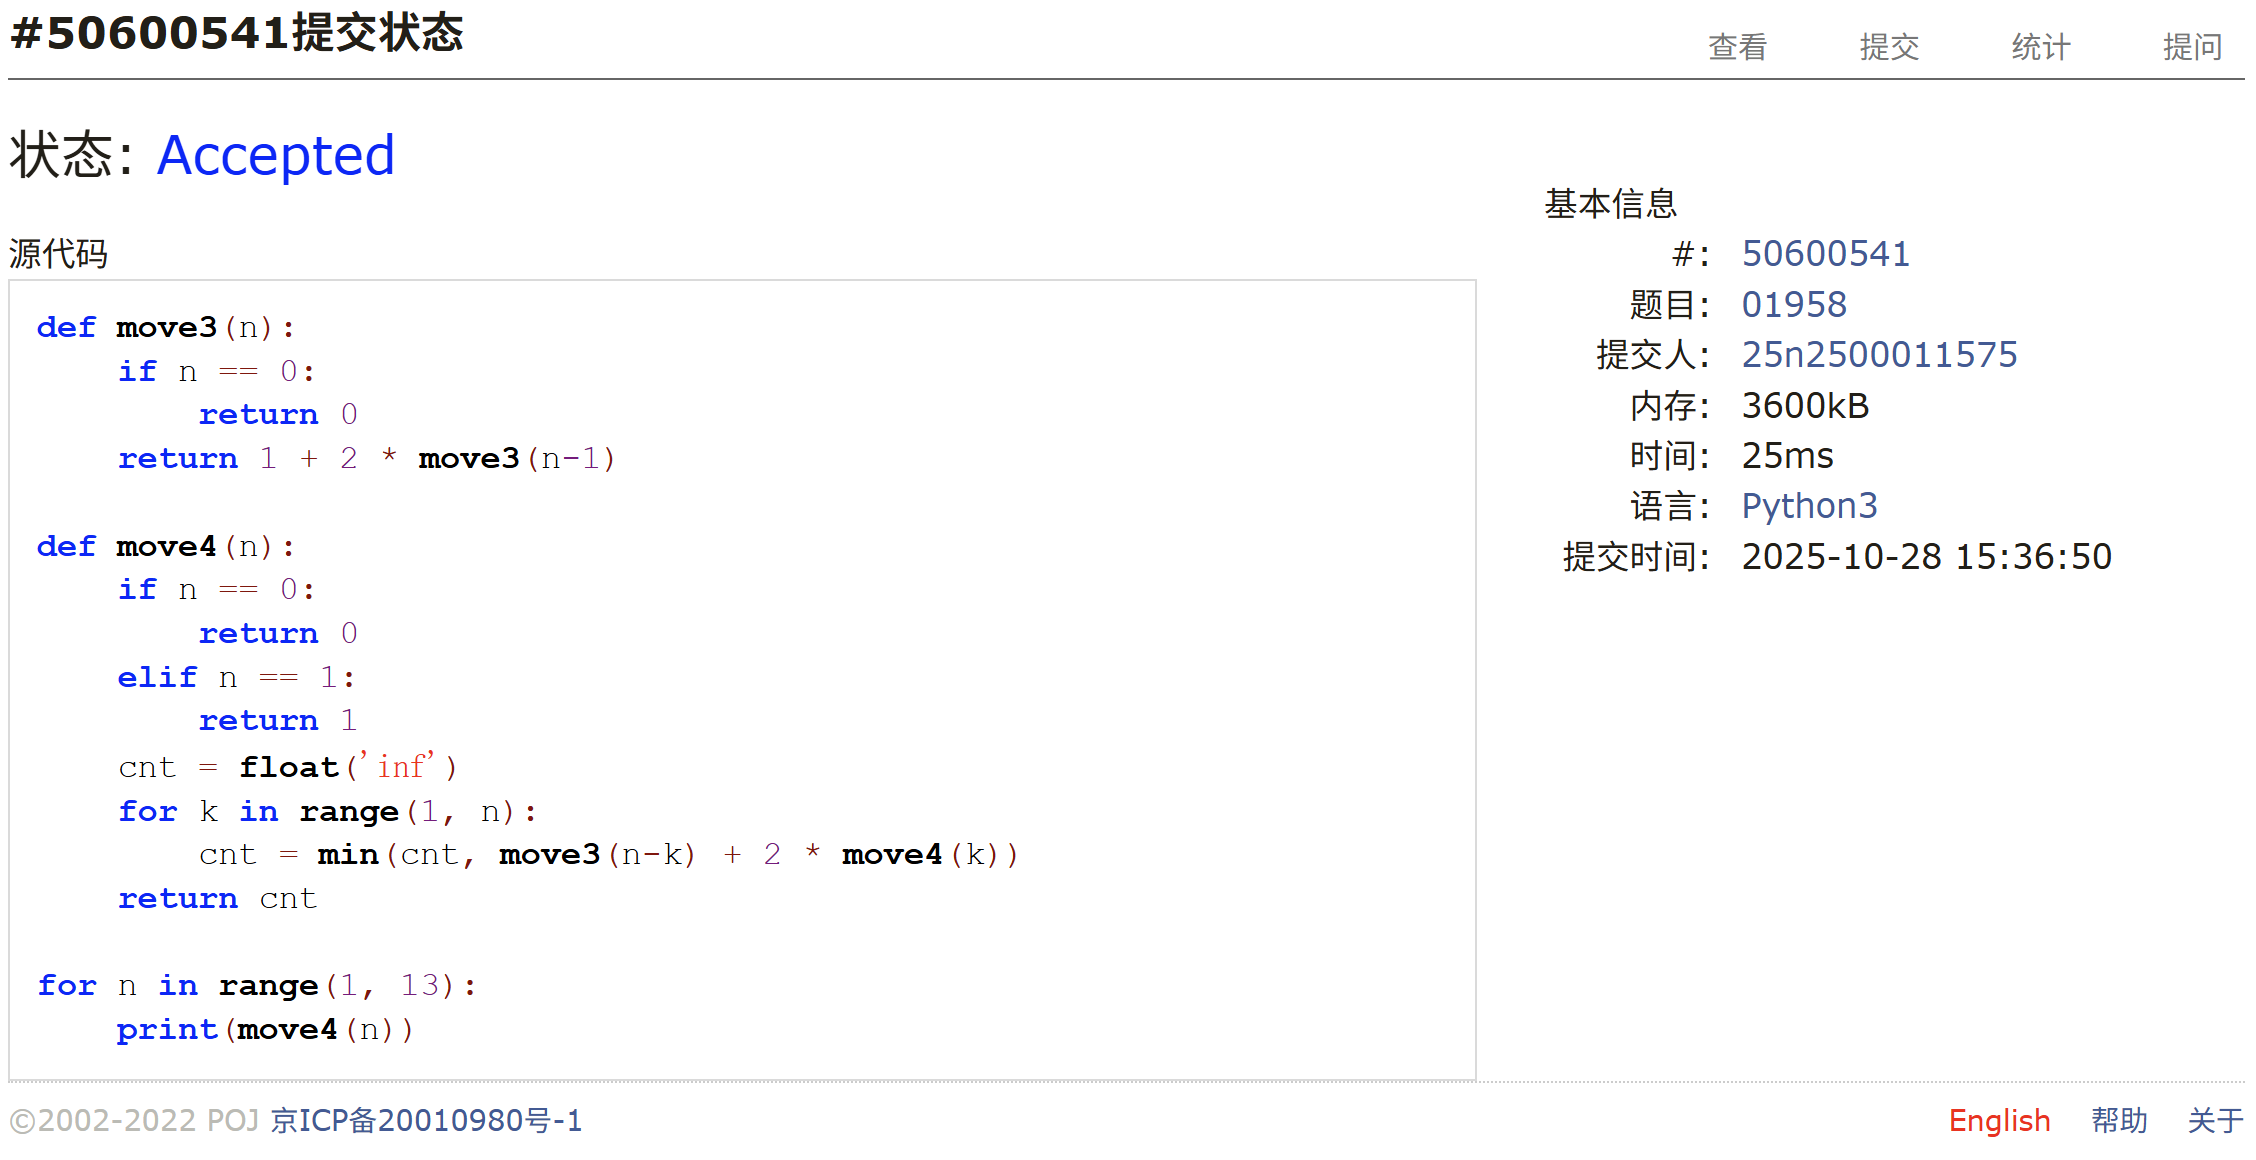 #50600541提交状态
查看 提交 统计 提问
状态: Accepted
源代码
def move3(n):
    if n == 0:
        return 0
    return 1 + 2 * move3(n-1)

def move4(n):
    if n == 0:
        return 0
    elif n == 1:
        return 1
    cnt = float('inf')
    for k in range(1, n):
        cnt = min(cnt, move3(n-k) + 2 * move4(k))
    return cnt

for n in range(1, 13):
    print(move4(n))
基本信息
#: 50600541
题目: 01958
提交人: 25n2500011575
内存: 3600kB
时间: 25ms
语言: Python3
提交时间: 2025-10-28 15:36:50
©2002-2022 POJ 京ICP备20010980号-1
English 帮助 关于